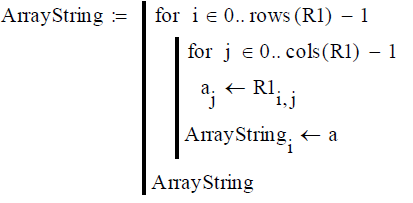 ArrayString := for i ∈ 0.. rows (R1) − 1
for j ∈ 0.. cols(R1) − 1
a_j ← R1_i,j
ArrayString_i ← a
ArrayString